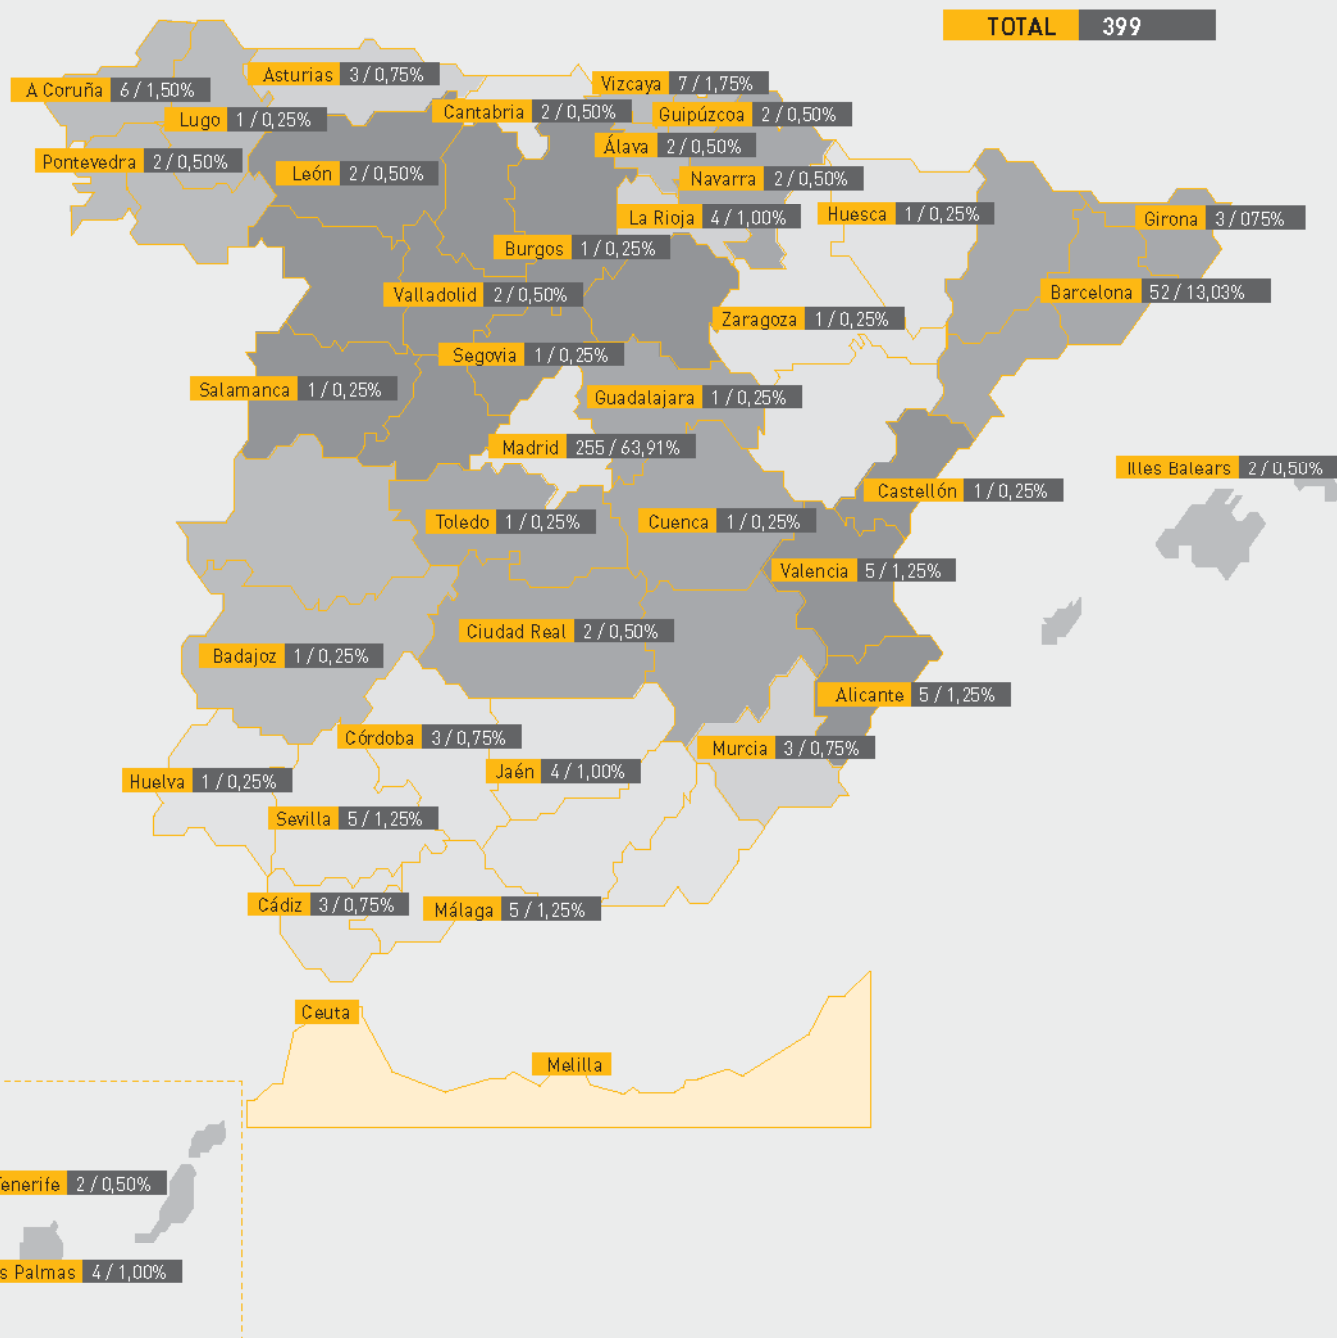 TOTAL 399
Asturias 3 / 0,75%
Vizcaya 7 / 1,75%
A Coruña 6 / 1,50%
Cantabria 2 / 0,50%
Guipúzcoa 2 / 0,50%
Lugo 1 / 0,25%
Álava 2 / 0,50%
Pontevedra 2 / 0,50%
León 2 / 0,50%
Navarra 2 / 0,50%
La Rioja 4 / 1,00%
Huesca 1 / 0,25%
Girona 3 / 075%
Burgos 1 / 0,25%
Valladolid 2 / 0,50%
Barcelona 52 / 13,03%
Zaragoza 1 / 0,25%
Segovia 1 / 0,25%
Salamanca 1 / 0,25%
Guadalajara 1 / 0,25%
Madrid 255 / 63,91%
Illes Balears 2 / 0,50%
Castellón 1 / 0,25%
Toledo 1 / 0,25%
Cuenca 1 / 0,25%
Valencia 5 / 1,25%
Ciudad Real 2 / 0,50%
Badajoz 1 / 0,25%
Alicante 5 / 1,25%
Córdoba 3 / 0,75%
Murcia 3 / 0,75%
Jaén 4 / 1,00%
Huelva 1 / 0,25%
Sevilla 5 / 1,25%
Cádiz 3 / 0,75%
Málaga 5 / 1,25%
Ceuta
Melilla
enerife 2 / 0,50%
s Palmas 4 / 1,00%